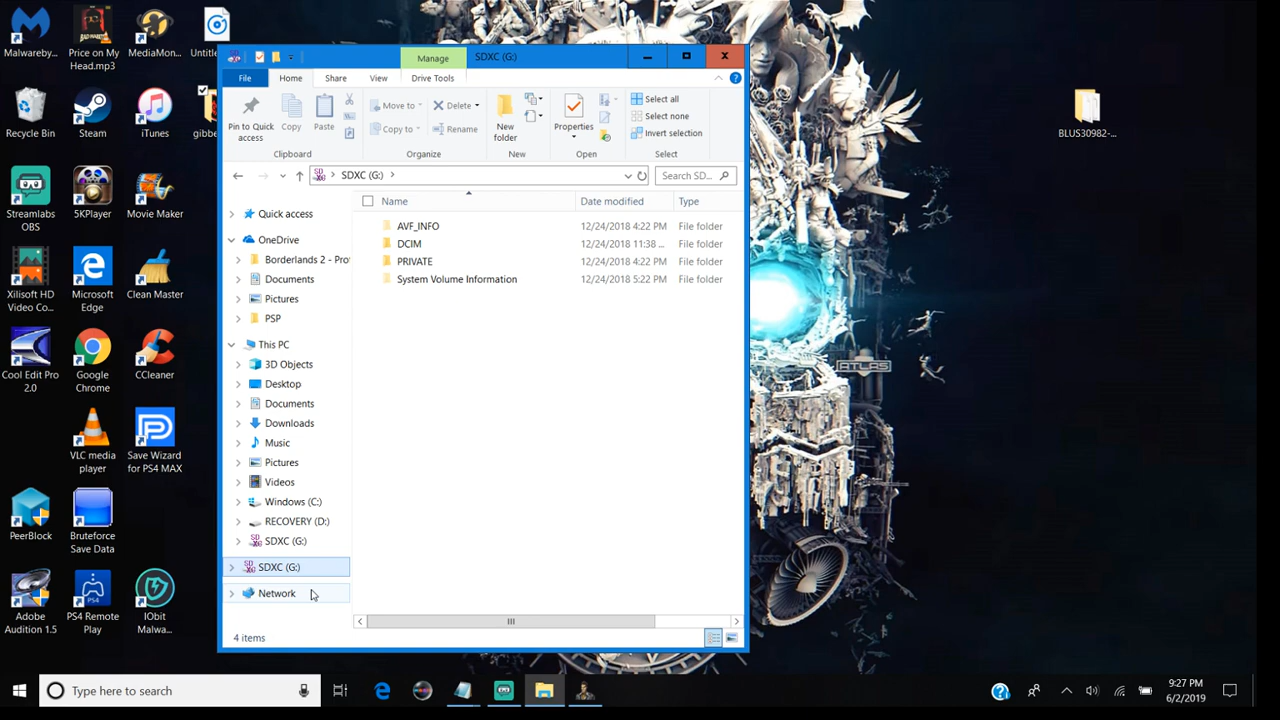 Malwareby...
Price on My
Head.mp3
MediaMon...
Untitle
Recycle Bin
Steam
iTunes
gibbe
Streamlabs
OBS
5KPlayer
Movie Maker
Xilisoft HD
Video Co...
Microsoft
Edge
Clean Master
Cool Edit Pro
2.0
Google
Chrome
CCleaner
VLC media
player
Save Wizard
for PS4 MAX
PeerBlock
Bruteforce
Save Data
Adobe
Audition 1.5
PS4 Remote
Play
IObit
Malwa...
Manage
SDXC (G:)
File
Home
Share
View
Drive Tools
Pin to Quick
access
Copy
Paste
Clipboard
Move to
Copy to
Delete
Rename
Organize
New
folder
New
Properties
Open
Select all
Select none
Invert selection
Select
SDXC (G:)
Search SD...
Name
Date modified
Type
AVF_INFO 12/24/2018 4:22 PM File folder
DCIM 12/24/2018 11:38 ... File folder
PRIVATE 12/24/2018 4:22 PM File folder
System Volume Information 12/24/2018 5:22 PM File folder
Quick access
OneDrive
Borderlands 2 - Pro
Documents
Pictures
PSP
This PC
3D Objects
Desktop
Documents
Downloads
Music
Pictures
Videos
Windows (C:)
RECOVERY (D:)
SDXC (G:)
SDXC (G:)
Network
4 items
BLUS30982-...
ATLAS
Type here to search
9:27 PM
6/2/2019